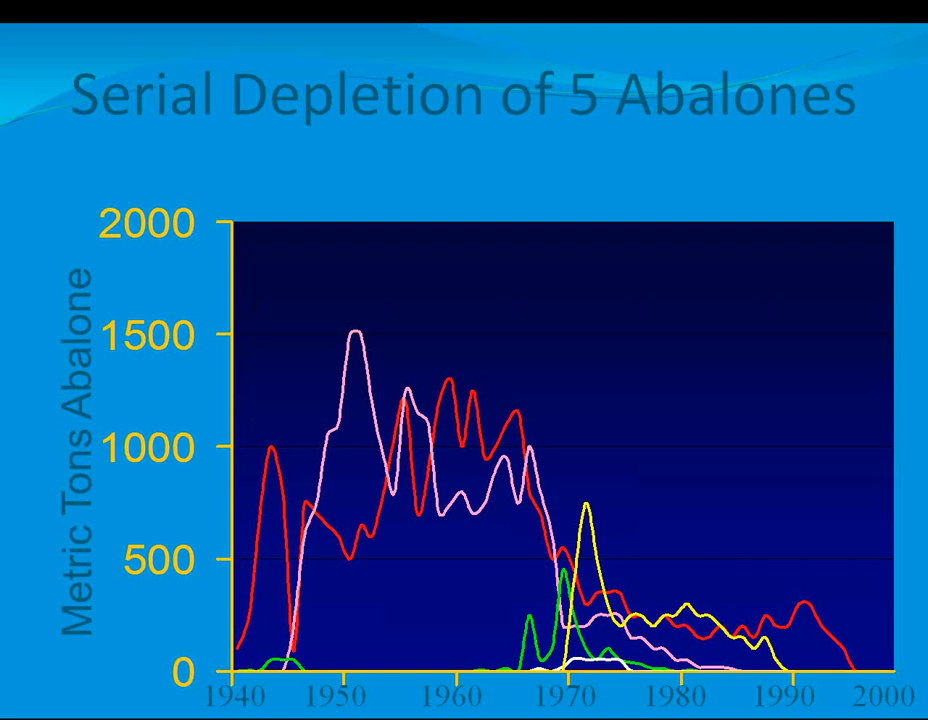 Serial Depletion of 5 Abalones
Metric Tons Abalone
2000
1500
1000
500
0
1940 1950 1960 1970 1980 1990 2000